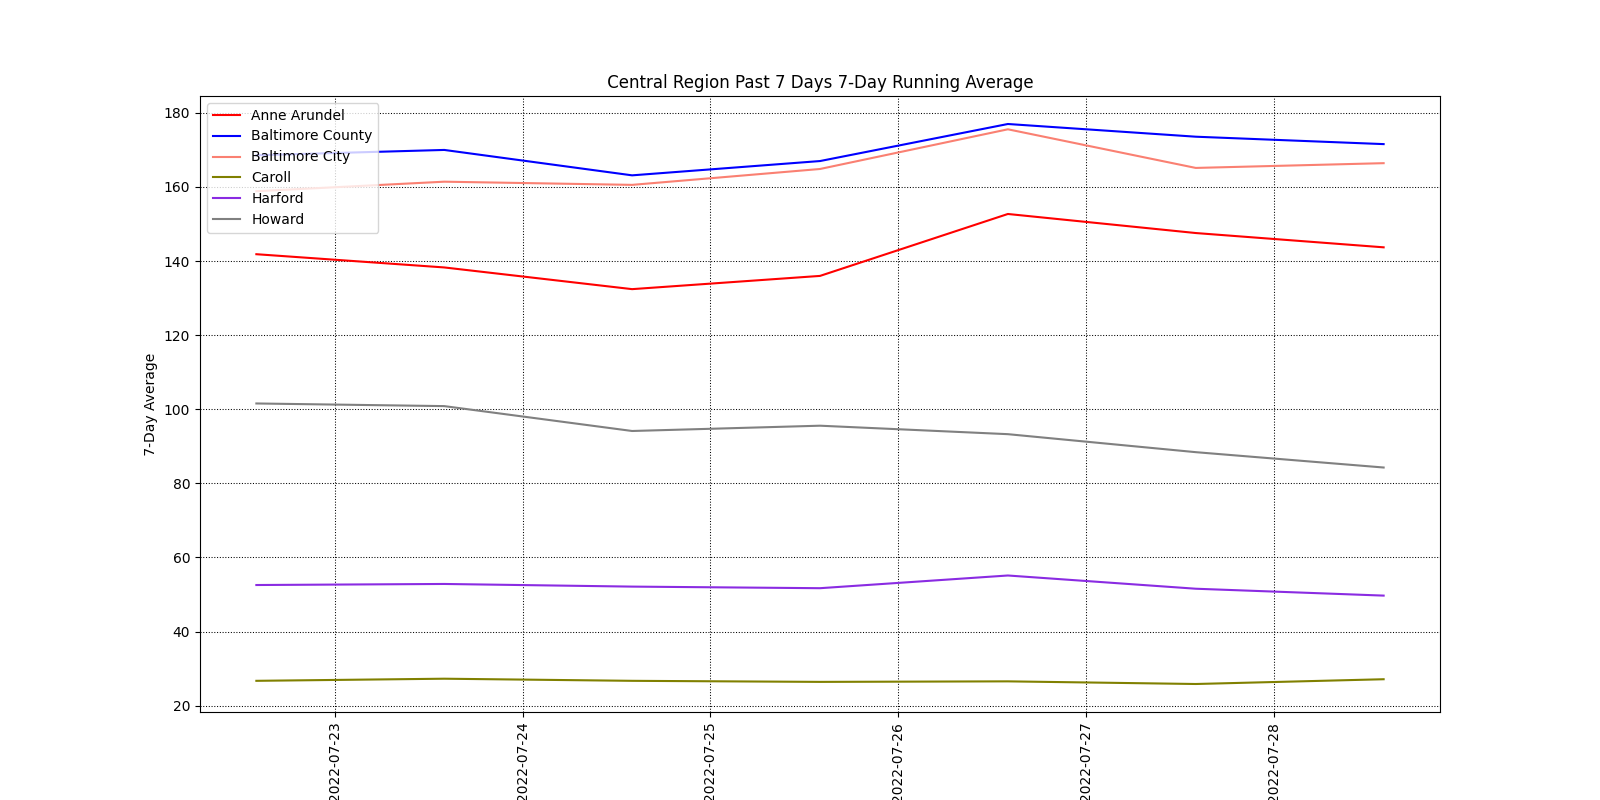 Central Region Past 7 Days 7-Day Running Average
Anne Arundel
Baltimore County
Baltimore City
Caroll
Harford
Howard
180
160
140
120
100
80
60
40
20
7-Day Average
2022-07-23
2022-07-24
2022-07-25
2022-07-26
2022-07-27
2022-07-28